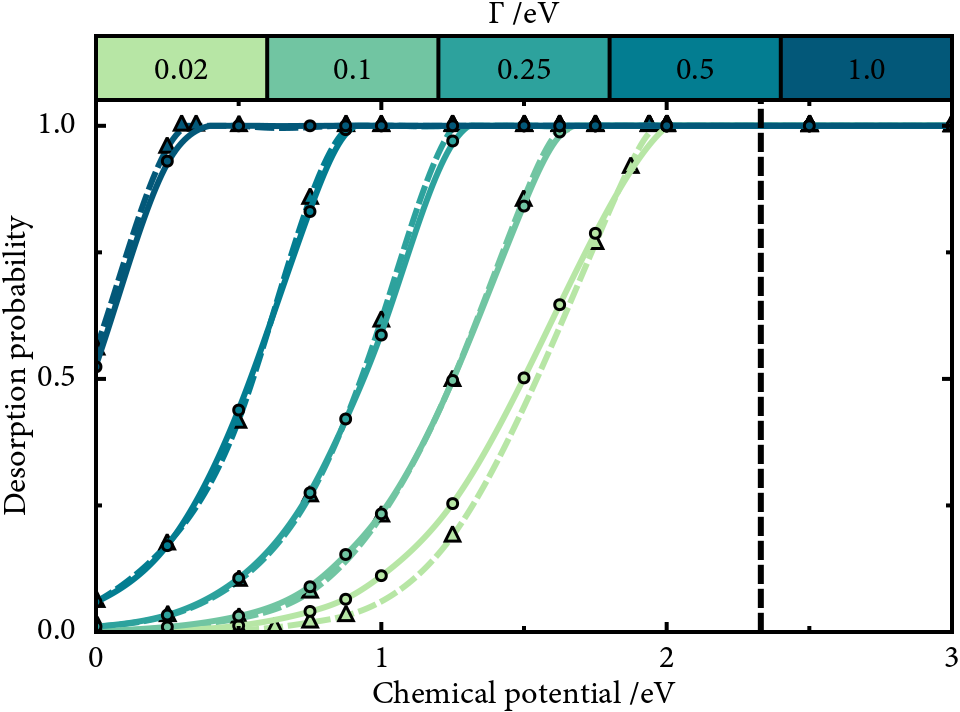 Γ /eV
0.02 0.1 0.25 0.5 1.0
1.0
0.5
0.0
Desorption probability
0 1 2 3
Chemical potential /eV